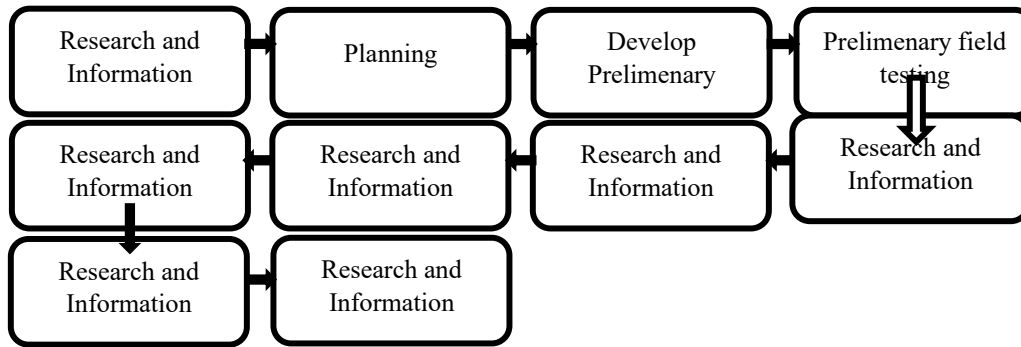 Research and
Information
Planning
Develop
Prelimenary
Prelimenary field
testing
Research and
Information
Research and
Information
Research and
Information
Research and
Information
Research and
Information
Research and
Information